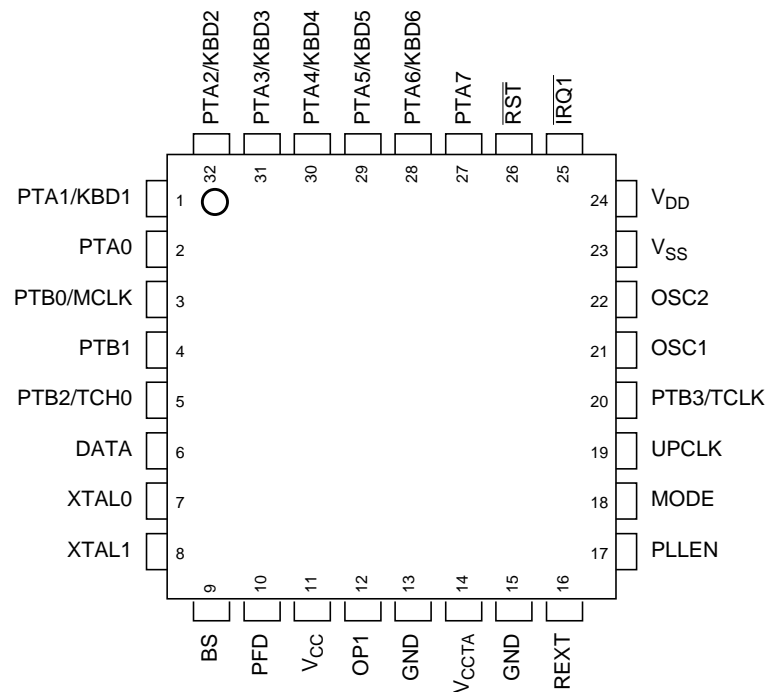 PTA2/KBD2
PTA3/KBD3
PTA4/KBD4
PTA5/KBD5
PTA6/KBD6
PTA7
RST
IRQ1
32
31
30
29
28
27
26
25
PTA1/KBD1 1
24 VDD
PTA0 2
23 VSS
PTB0/MCLK 3
22 OSC2
PTB1 4
21 OSC1
PTB2/TCH0 5
20 PTB3/TCLK
DATA 6
19 UPCLK
XTAL0 7
18 MODE
XTAL1 8
17 PLLEN
9
10
11
12
13
14
15
16
BS
PFD
VCC
OP1
GND
VCCTA
GND
REXT